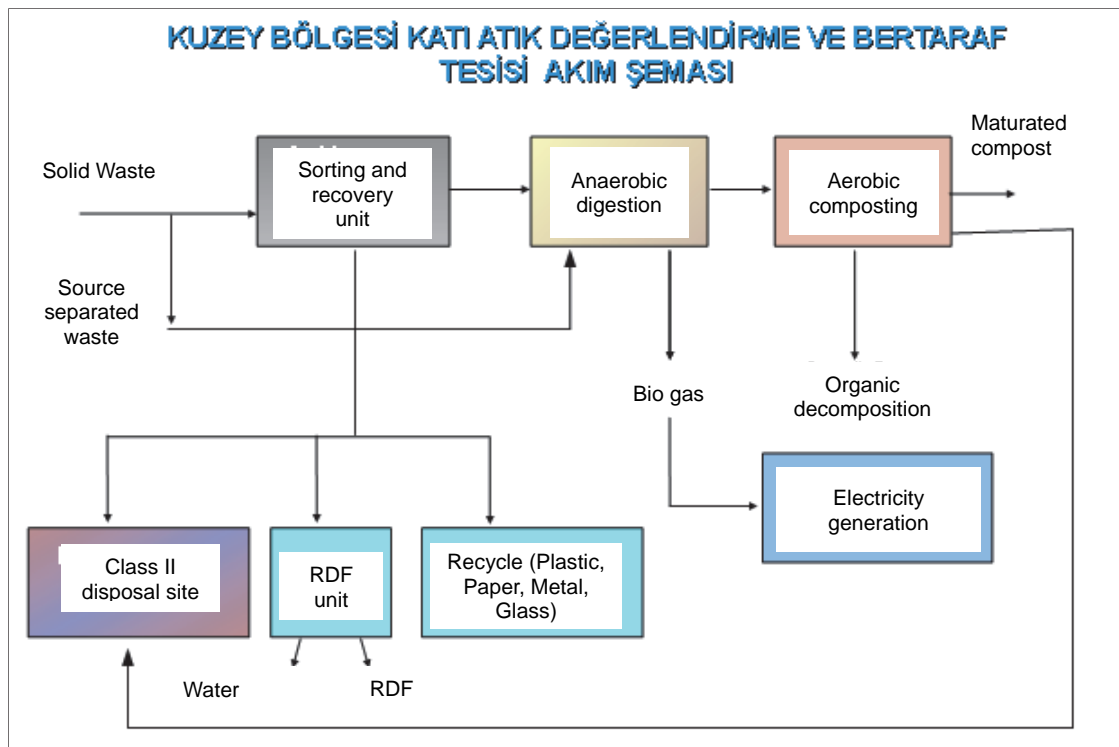 KUZEY BÖLGESİ KATI ATIK DEĞERLENDİRME VE BERTARAF
TESİSİ AKIM ŞEMASI
Solid Waste
Sorting and
recovery
unit
Anaerobic
digestion
Aerobic
composting
Maturated
compost
Source
separated
waste
Bio gas
Organic
decomposition
Electricity
generation
Class II
disposal site
RDF
unit
Recycle (Plastic,
Paper, Metal,
Glass)
Water
RDF